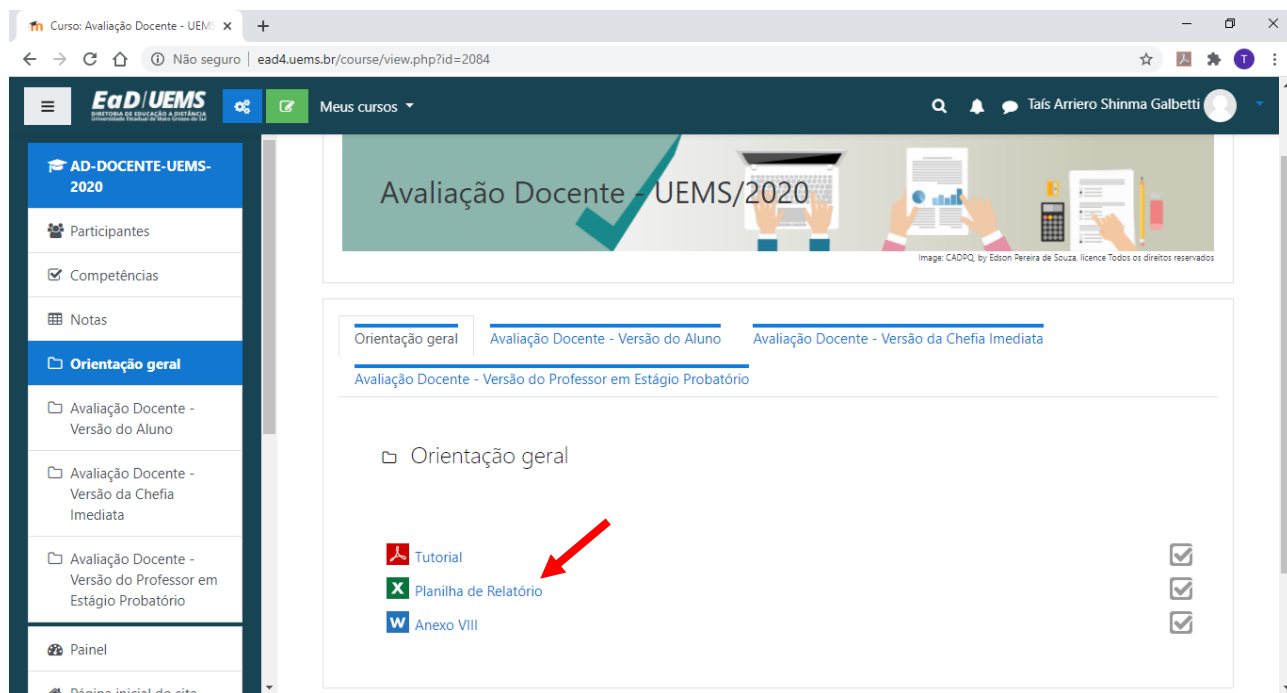 Curso: Avaliação Docente - UEMS
Não seguro | ead4.uems.br/course/view.php?id=2084
T
EaD|UEMS
DIRETORIA DE EDUCAÇÃO A DISTÂNCIA
Universidade Estadual de Mato Grosso do Sul
Meus cursos
Taís Arriero Shinma Galbetti
AD-DOCENTE-UEMS-
2020
Participantes
Competências
Notas
Orientação geral
Avaliação Docente -
Versão do Aluno
Avaliação Docente -
Versão da Chefia
Imediata
Avaliação Docente -
Versão do Professor em
Estágio Probatório
Painel
Página inicial do site
Avaliação Docente - UEMS/2020
Image: CADPQ, by Edson Pereira de Souza, licence Todos os direitos reservados
Orientação geral
Avaliação Docente - Versão do Aluno
Avaliação Docente - Versão da Chefia Imediata
Avaliação Docente - Versão do Professor em Estágio Probatório
Orientação geral
Tutorial
X Planilha de Relatório
W Anexo VIII